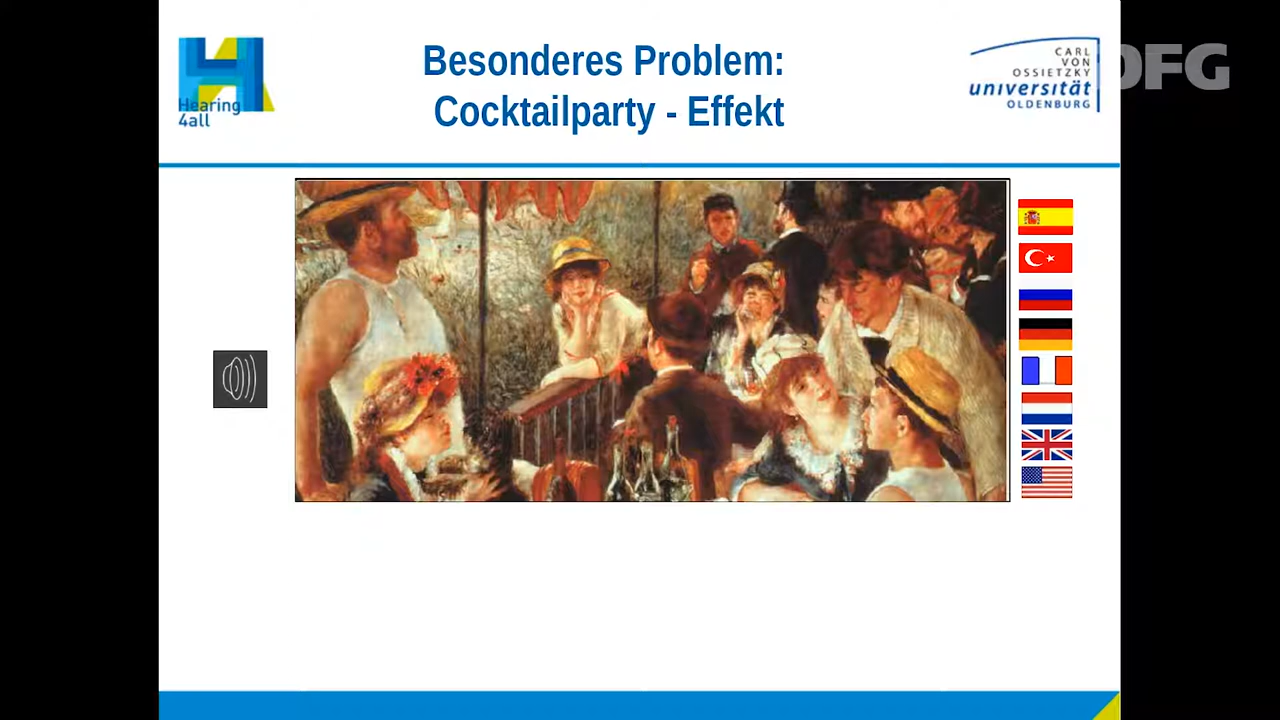 Besonderes Problem:
Cocktailparty - Effekt
Hearing
4all
CARL
VON
OSSIETZKY
universität
OLDENBURG
DFG